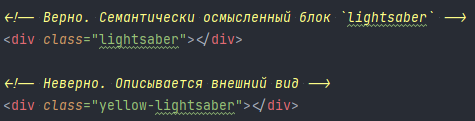 <!-- Верно. Семантически осмысленный блок `lightsaber` -->
<div class="lightsaber"></div>
<!-- Неверно. Описывается внешний вид -->
<div class="yellow-lightsaber"></div>